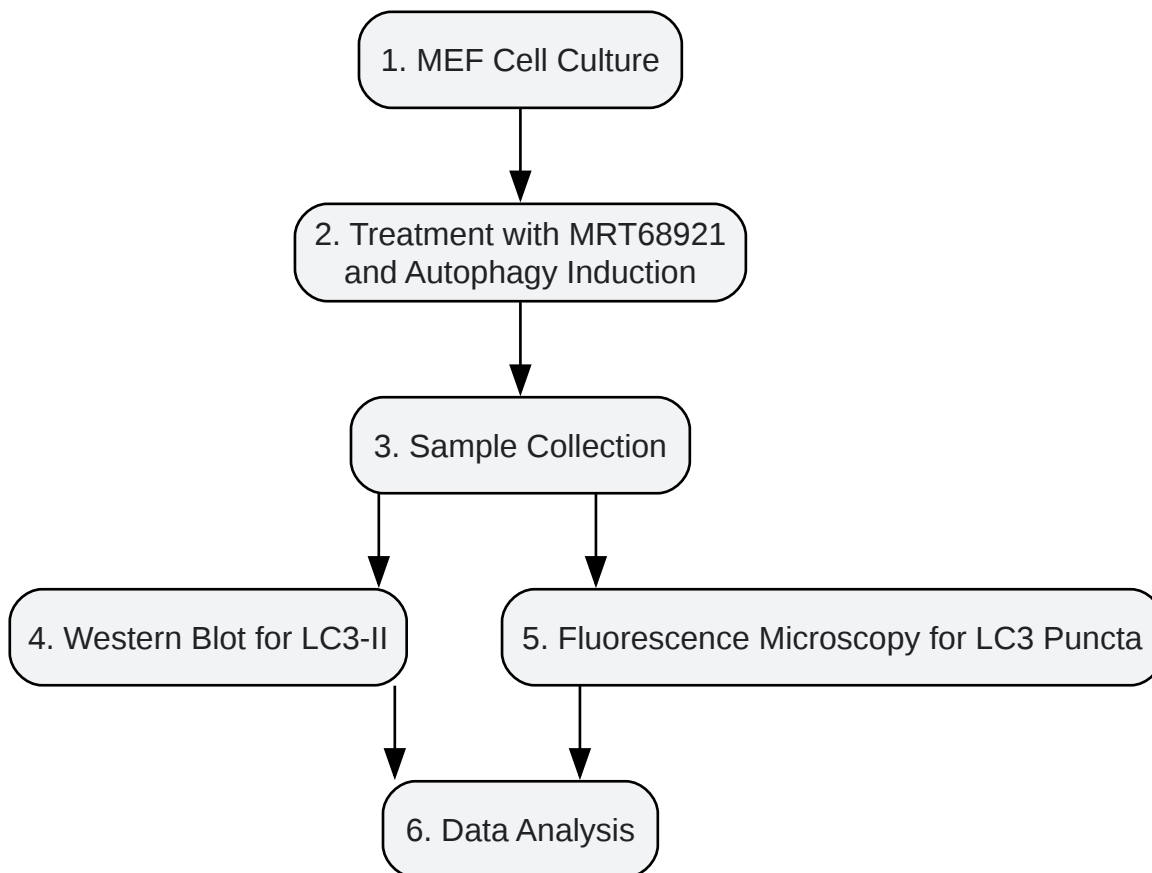 1. MEF Cell Culture
2. Treatment with MRT68921
and Autophagy Induction
3. Sample Collection
4. Western Blot for LC3-II
5. Fluorescence Microscopy for LC3 Puncta
6. Data Analysis